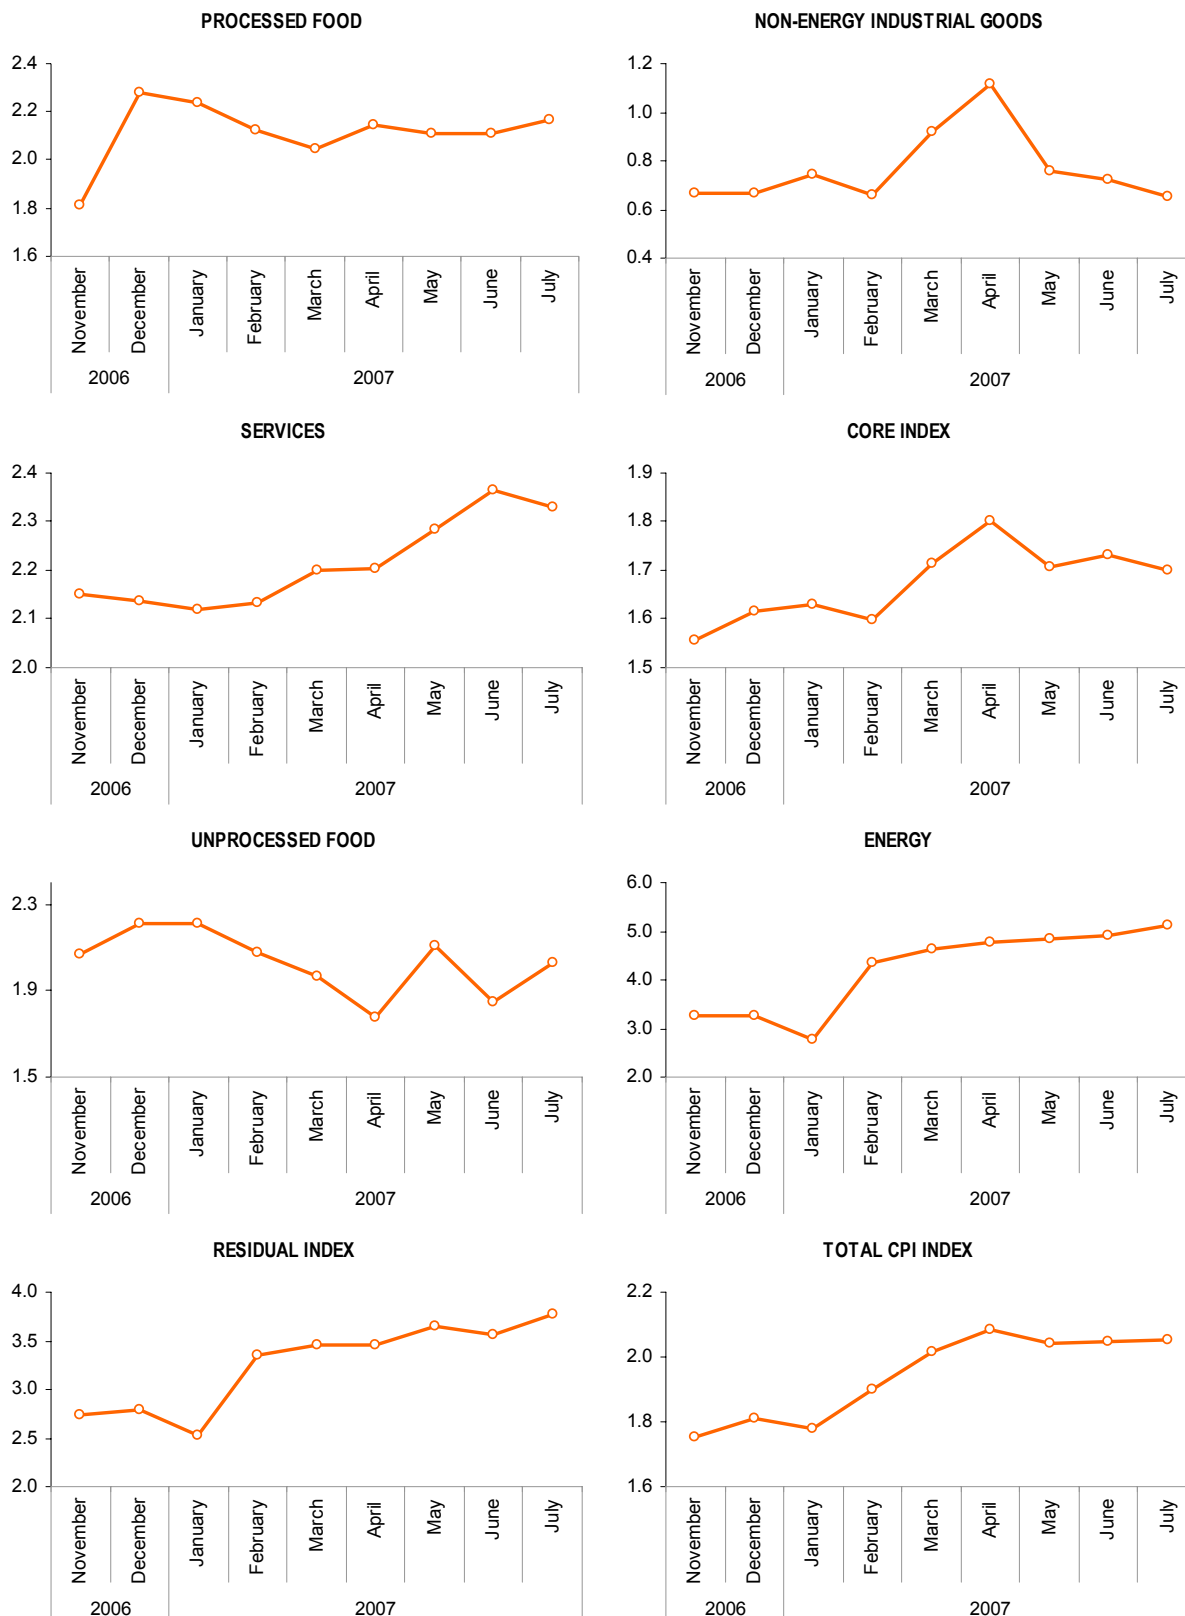 PROCESSED FOOD
2.4
2.2
2.0
1.8
1.6
November
December
January
February
March
April
May
June
July
2006
2007
NON-ENERGY INDUSTRIAL GOODS
1.2
1.0
0.8
0.6
0.4
November
December
January
February
March
April
May
June
July
2006
2007
SERVICES
2.4
2.3
2.2
2.1
2.0
November
December
January
February
March
April
May
June
July
2006
2007
CORE INDEX
1.9
1.8
1.7
1.6
1.5
November
December
January
February
March
April
May
June
July
2006
2007
UNPROCESSED FOOD
2.3
1.9
1.5
November
December
January
February
March
April
May
June
July
2006
2007
ENERGY
6.0
5.0
4.0
3.0
2.0
November
December
January
February
March
April
May
June
July
2006
2007
RESIDUAL INDEX
4.0
3.5
3.0
2.5
2.0
November
December
January
February
March
April
May
June
July
2006
2007
TOTAL CPI INDEX
2.2
2.0
1.8
1.6
November
December
January
February
March
April
May
June
July
2006
2007